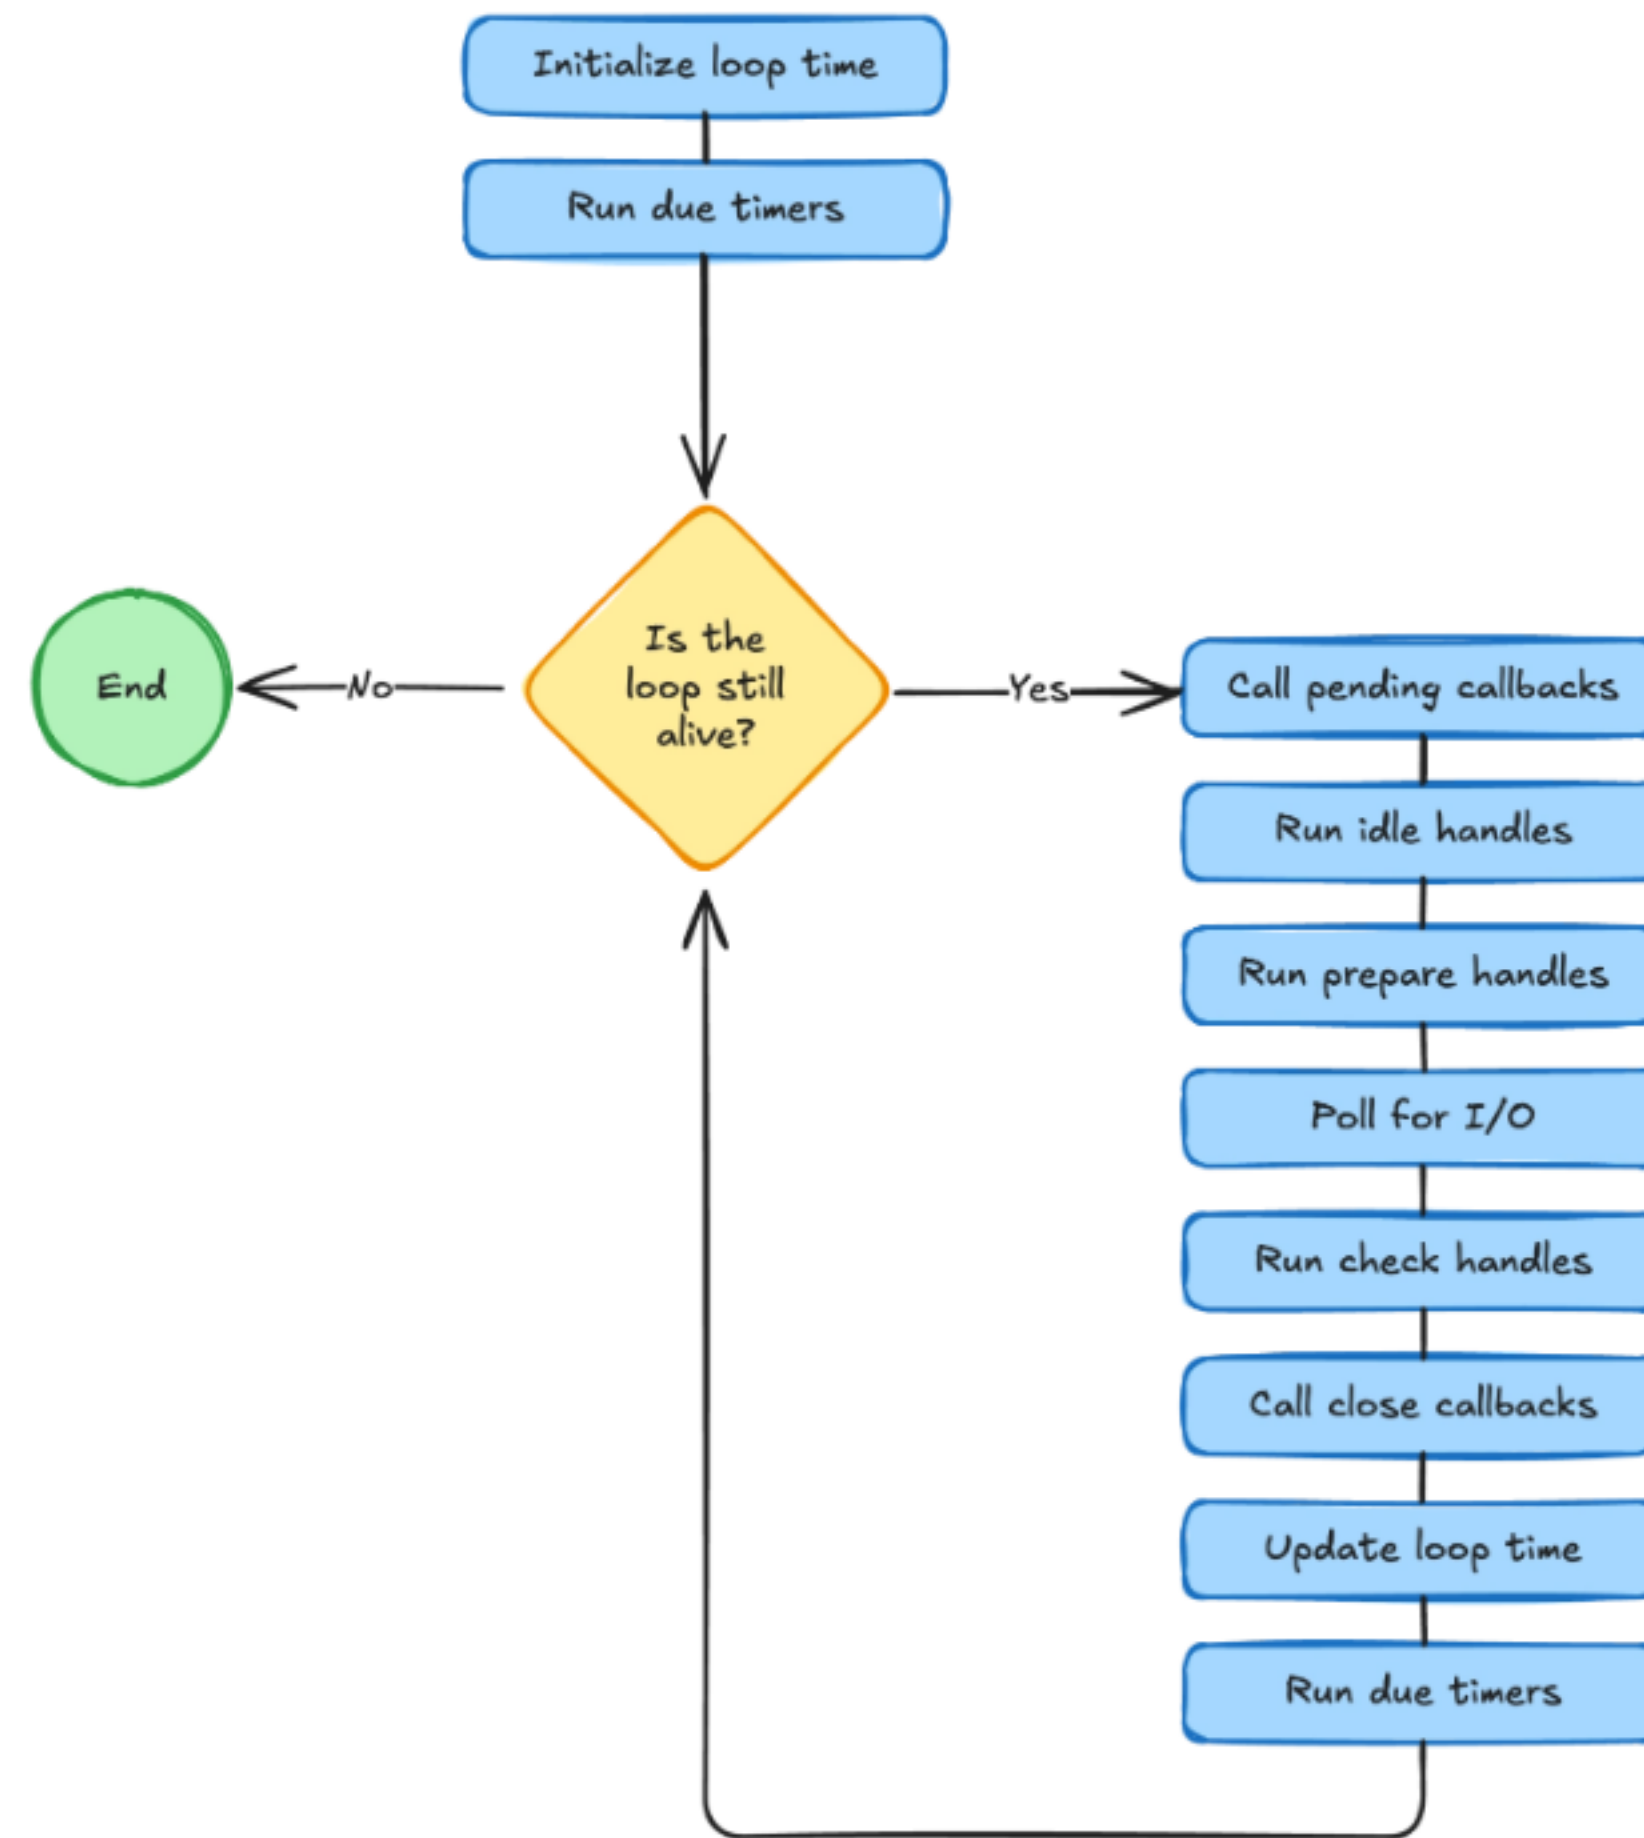 Initialize loop time
Run due timers
Is the
loop still
alive?
No
End
Yes
Call pending callbacks
Run idle handles
Run prepare handles
Poll for I/O
Run check handles
Call close callbacks
Update loop time
Run due timers